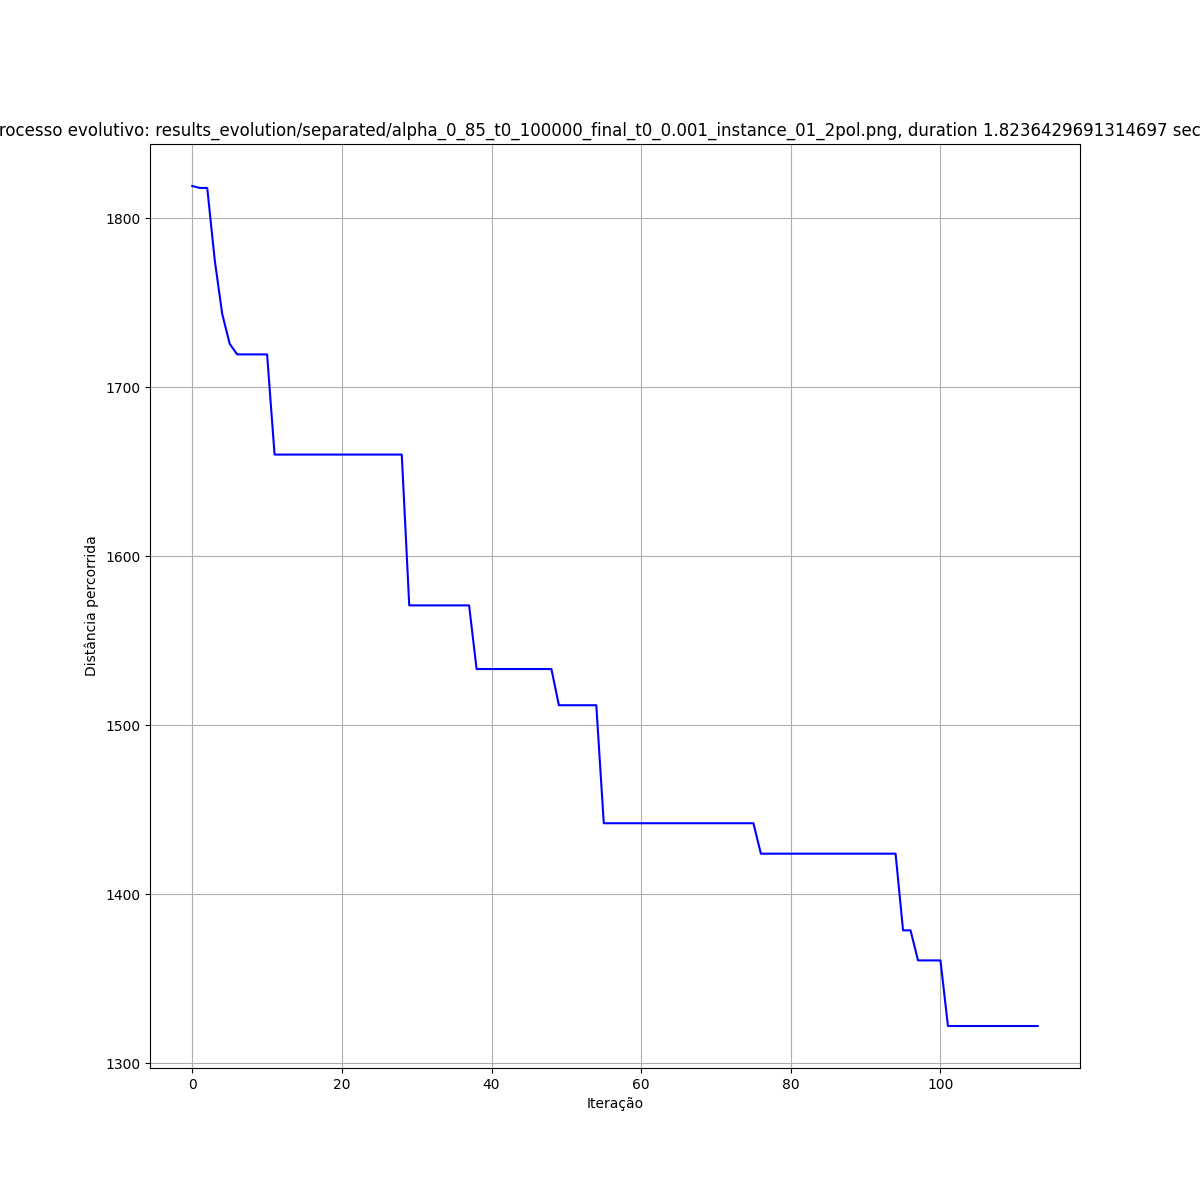 rocesso evolutivo: results_evolution/separated/alpha_0_85_t0_100000_final_t0_0.001_instance_01_2pol.png, duration 1.8236429691314697 sec
1800
1700
1600
1500
1400
1300
Distância percorrida
0 20 40 60 80 100
Iteração